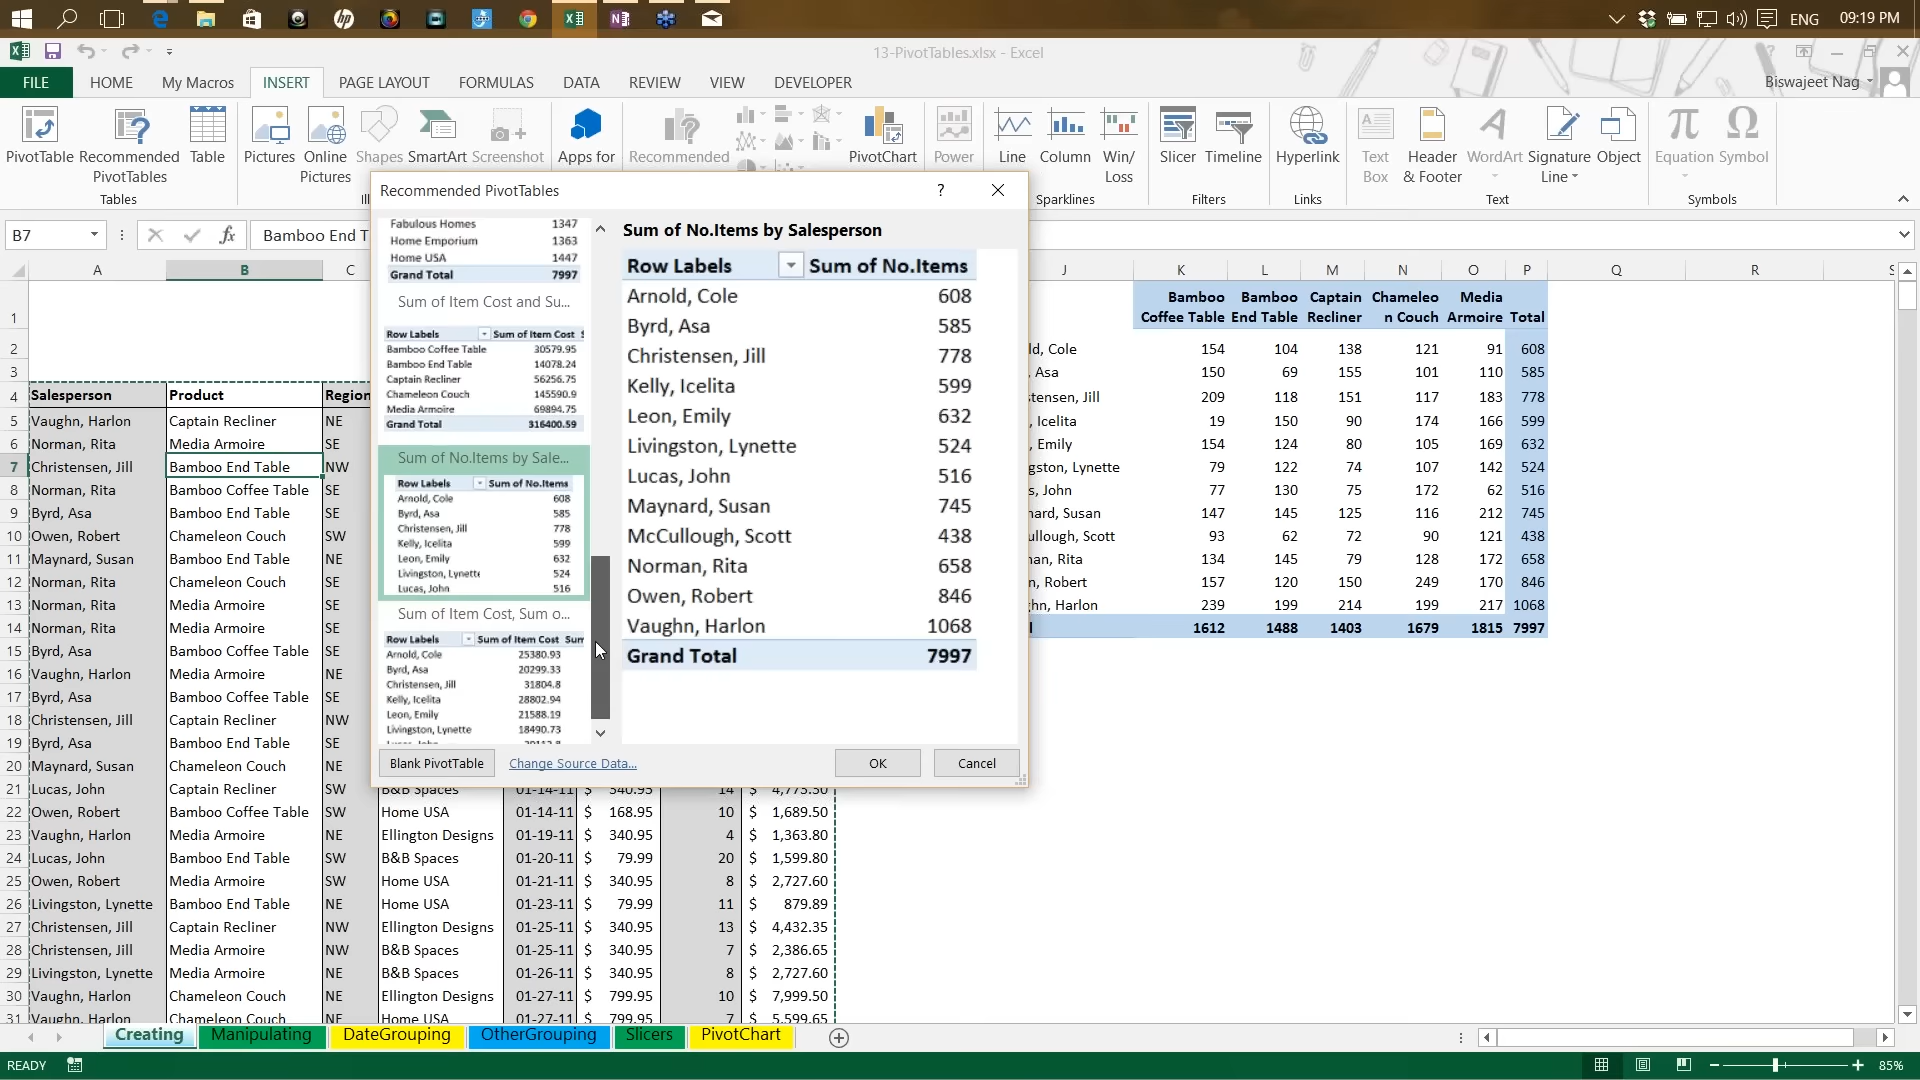 ENG 09:19 PM
13-PivotTables.xlsx - Excel
FILE HOME My Macros INSERT PAGE LAYOUT FORMULAS DATA REVIEW VIEW DEVELOPER Biswajeet Nag
PivotTable Recommended PivotTables Table
Tables
Pictures Online Pictures Shapes SmartArt Screenshot
Apps for
Recommended
PivotChart
Power
Line Column Win/Loss
Sparklines
Slicer Timeline
Filters
Hyperlink
Links
Text Box Header & Footer WordArt Signature Line Object
Text
Equation Symbol
Symbols
B7 fx Bamboo End T
A B C J K L M N O P Q R
Recommended PivotTables ?
Fabulous Homes 1347
Home Emporium 1363
Home USA 1447
Grand Total 7997
Sum of Item Cost and Su...
Row Labels Sum of Item Cost
Bamboo Coffee Table 30579.95
Bamboo End Table 14078.24
Captain Recliner 56256.75
Chameleon Couch 145590.9
Media Armoire 69894.75
Grand Total 316400.59
Sum of No.Items by Sale...
Row Labels Sum of No.Items
Arnold, Cole 608
Byrd, Asa 585
Christensen, Jill 778
Kelly, Icelita 599
Leon, Emily 632
Livingston, Lynette 524
Lucas, John 516
Sum of Item Cost, Sum o...
Row Labels Sum of Item Cost Sum
Arnold, Cole 25380.93
Byrd, Asa 20299.33
Christensen, Jill 31804.8
Kelly, Icelita 28802.94
Leon, Emily 21588.19
Livingston, Lynette 18490.73
Sum of No.Items by Salesperson
Row Labels Sum of No.Items
Arnold, Cole 608
Byrd, Asa 585
Christensen, Jill 778
Kelly, Icelita 599
Leon, Emily 632
Livingston, Lynette 524
Lucas, John 516
Maynard, Susan 745
McCullough, Scott 438
Norman, Rita 658
Owen, Robert 846
Vaughn, Harlon 1068
Grand Total 7997
Blank PivotTable Change Source Data... OK Cancel
1 Bamboo Coffee Table Bamboo End Table Captain Recliner Chameleo n Couch Media Armoire Total
2 ld, Cole 154 104 138 121 91 608
3 , Asa 150 69 155 101 110 585
4 Salesperson Product Region tensen, Jill 209 118 151 117 183 778
5 Vaughn, Harlon Captain Recliner NE , Icelita 19 150 90 174 166 599
6 Norman, Rita Media Armoire SE , Emily 154 124 80 105 169 632
7 Christensen, Jill Bamboo End Table NW gston, Lynette 79 122 74 107 142 524
8 Norman, Rita Bamboo Coffee Table SE s, John 77 130 75 172 62 516
9 Byrd, Asa Bamboo End Table SE nard, Susan 147 145 125 116 212 745
10 Owen, Robert Chameleon Couch SW ullough, Scott 93 62 72 90 121 438
11 Maynard, Susan Bamboo End Table NE nan, Rita 134 145 79 128 172 658
12 Norman, Rita Chameleon Couch SE n, Robert 157 120 150 249 170 846
13 Norman, Rita Media Armoire SE hn, Harlon 239 199 214 199 217 1068
14 Norman, Rita Media Armoire SE l 1612 1488 1403 1679 1815 7997
15 Byrd, Asa Bamboo Coffee Table SE
16 Vaughn, Harlon Media Armoire NE
17 Byrd, Asa Bamboo Coffee Table SE
18 Christensen, Jill Captain Recliner NW
19 Byrd, Asa Bamboo End Table SE
20 Maynard, Susan Chameleon Couch NE
21 Lucas, John Captain Recliner SW B&B Spaces 01-14-11 $ 340.95 14 $ 4,773.30
22 Owen, Robert Bamboo Coffee Table SW Home USA 01-14-11 $ 168.95 10 $ 1,689.50
23 Vaughn, Harlon Media Armoire NE Ellington Designs 01-19-11 $ 340.95 4 $ 1,363.80
24 Lucas, John Bamboo End Table SW B&B Spaces 01-20-11 $ 79.99 20 $ 1,599.80
25 Owen, Robert Media Armoire SW Home USA 01-21-11 $ 340.95 8 $ 2,727.60
26 Livingston, Lynette Bamboo End Table NE Home USA 01-23-11 $ 79.99 11 $ 879.89
27 Christensen, Jill Captain Recliner NW Ellington Designs 01-25-11 $ 340.95 13 $ 4,432.35
28 Christensen, Jill Media Armoire NW B&B Spaces 01-25-11 $ 340.95 7 $ 2,386.65
29 Livingston, Lynette Media Armoire NE B&B Spaces 01-26-11 $ 340.95 8 $ 2,727.60
30 Vaughn, Harlon Chameleon Couch NE Ellington Designs 01-27-11 $ 799.95 10 $ 7,999.50
31 Vaughn, Harlon Chameleon Couch NE Home USA 01-27-11 $ 799.95 7 $ 5,599.65
Creating Manipulating DateGrouping OtherGrouping Slicers PivotChart
READY 85%